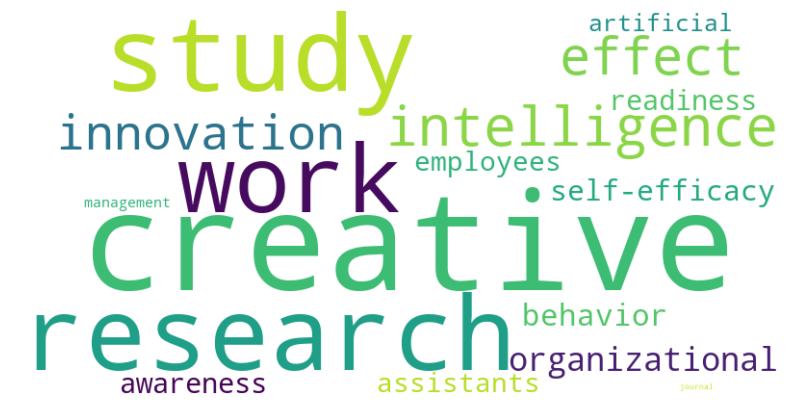 artificial
study
effect
readiness
innovation
intelligence
work
employees
self-efficacy
management
creative
research
behavior
organizational
awareness
assistants
journal